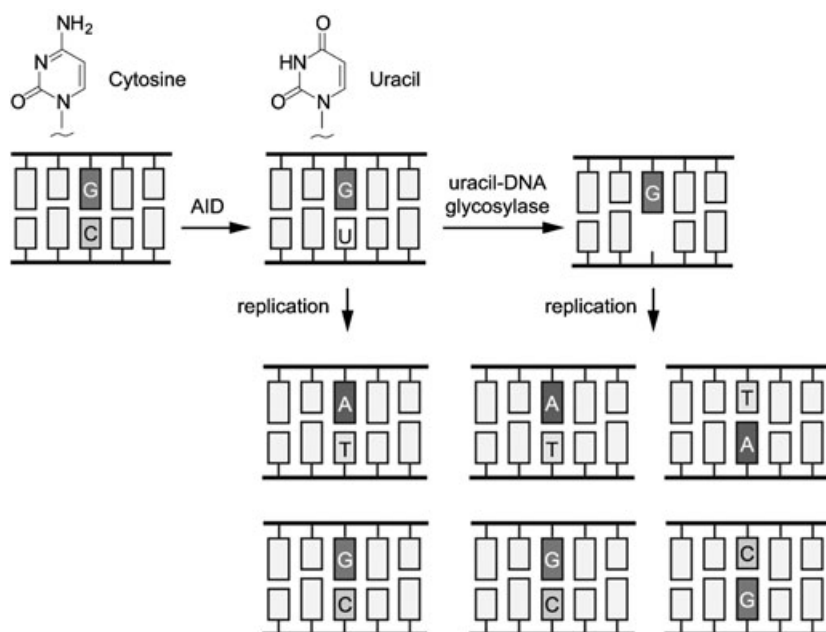 NH₂
N
O
N
Cytosine
O
HN
O
N
Uracil
G
C
AID
G
U
uracil-DNA
glycosylase
G
replication
replication
A
T
A
T
T
A
G
C
G
C
C
G